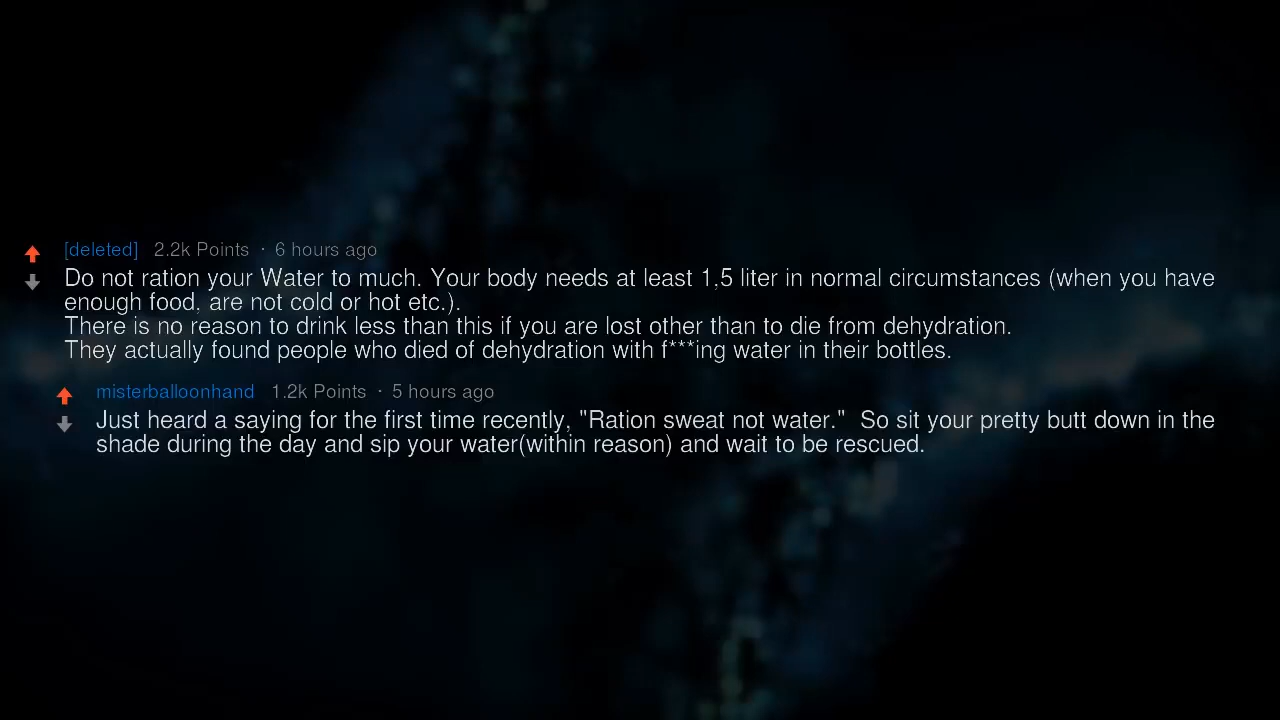 [deleted] 2.2k Points · 6 hours ago
Do not ration your Water to much. Your body needs at least 1,5 liter in normal circumstances (when you have
enough food, are not cold or hot etc.).
There is no reason to drink less than this if you are lost other than to die from dehydration.
They actually found people who died of dehydration with f***ing water in their bottles.
misterballoonhand 1.2k Points · 5 hours ago
Just heard a saying for the first time recently, "Ration sweat not water."  So sit your pretty butt down in the
shade during the day and sip your water(within reason) and wait to be rescued.